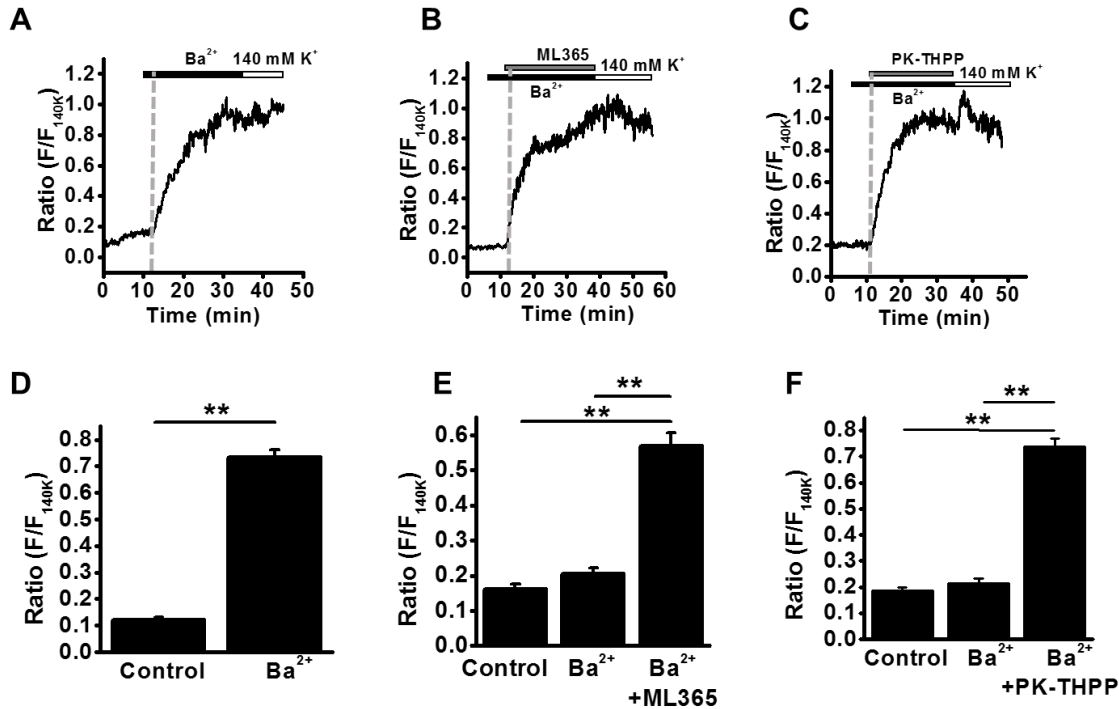 A
Ba²⁺ 140 mM K⁺
Ratio (F/F₁₄₀K)
1.2
1.0
0.8
0.6
0.4
0.2
0.0
0 10 20 30 40 50
Time (min)
B
ML365
140 mM K⁺
Ba²⁺
Ratio (F/F₁₄₀K)
1.2
1.0
0.8
0.6
0.4
0.2
0.0
0 10 20 30 40 50 60
Time (min)
C
PK-THPP
140 mM K⁺
Ba²⁺
Ratio (F/F₁₄₀K)
1.2
1.0
0.8
0.6
0.4
0.2
0.0
0 10 20 30 40 50
Time (min)
D
**
Ratio (F/F₁₄₀K)
0.8
0.7
0.6
0.5
0.4
0.3
0.2
0.1
0.0
Control Ba²⁺
E
**
**
Ratio (F/F₁₄₀K)
0.6
0.5
0.4
0.3
0.2
0.1
0.0
Control Ba²⁺ Ba²⁺
+ML365
F
**
**
Ratio (F/F₁₄₀K)
0.8
0.7
0.6
0.5
0.4
0.3
0.2
0.1
0.0
Control Ba²⁺ Ba²⁺
+PK-THPP